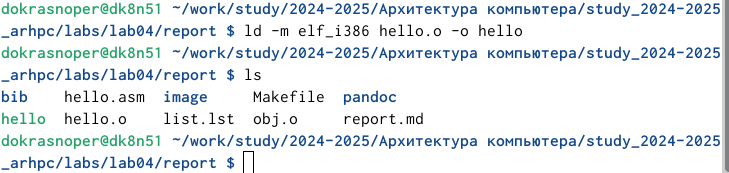 dokrasnoper@dk8n51 ~/work/study/2024-2025/Архитектура компьютера/study_2024-2025
_arhpc/labs/lab04/report $ ld -m elf_i386 hello.o -o hello
dokrasnoper@dk8n51 ~/work/study/2024-2025/Архитектура компьютера/study_2024-2025
_arhpc/labs/lab04/report $ ls
bib    hello.asm  image     Makefile  pandoc
hello  hello.o    list.lst  obj.o     report.md
dokrasnoper@dk8n51 ~/work/study/2024-2025/Архитектура компьютера/study_2024-2025
_arhpc/labs/lab04/report $